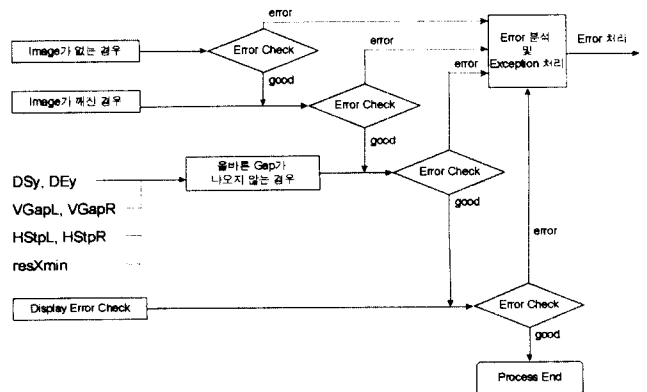 error
Image가 없는 경우
Error Check
good
error
Error 분석
및
Exception 처리
Error 처리
Image가 깨진 경우
Error Check
good
error
올바른 Gap가
나오지 않는 경우
Error Check
good
DSy, DEy
VGapL, VGapR
HStpL, HStpR
resXmin
error
Display Error Check
Error Check
good
Process End